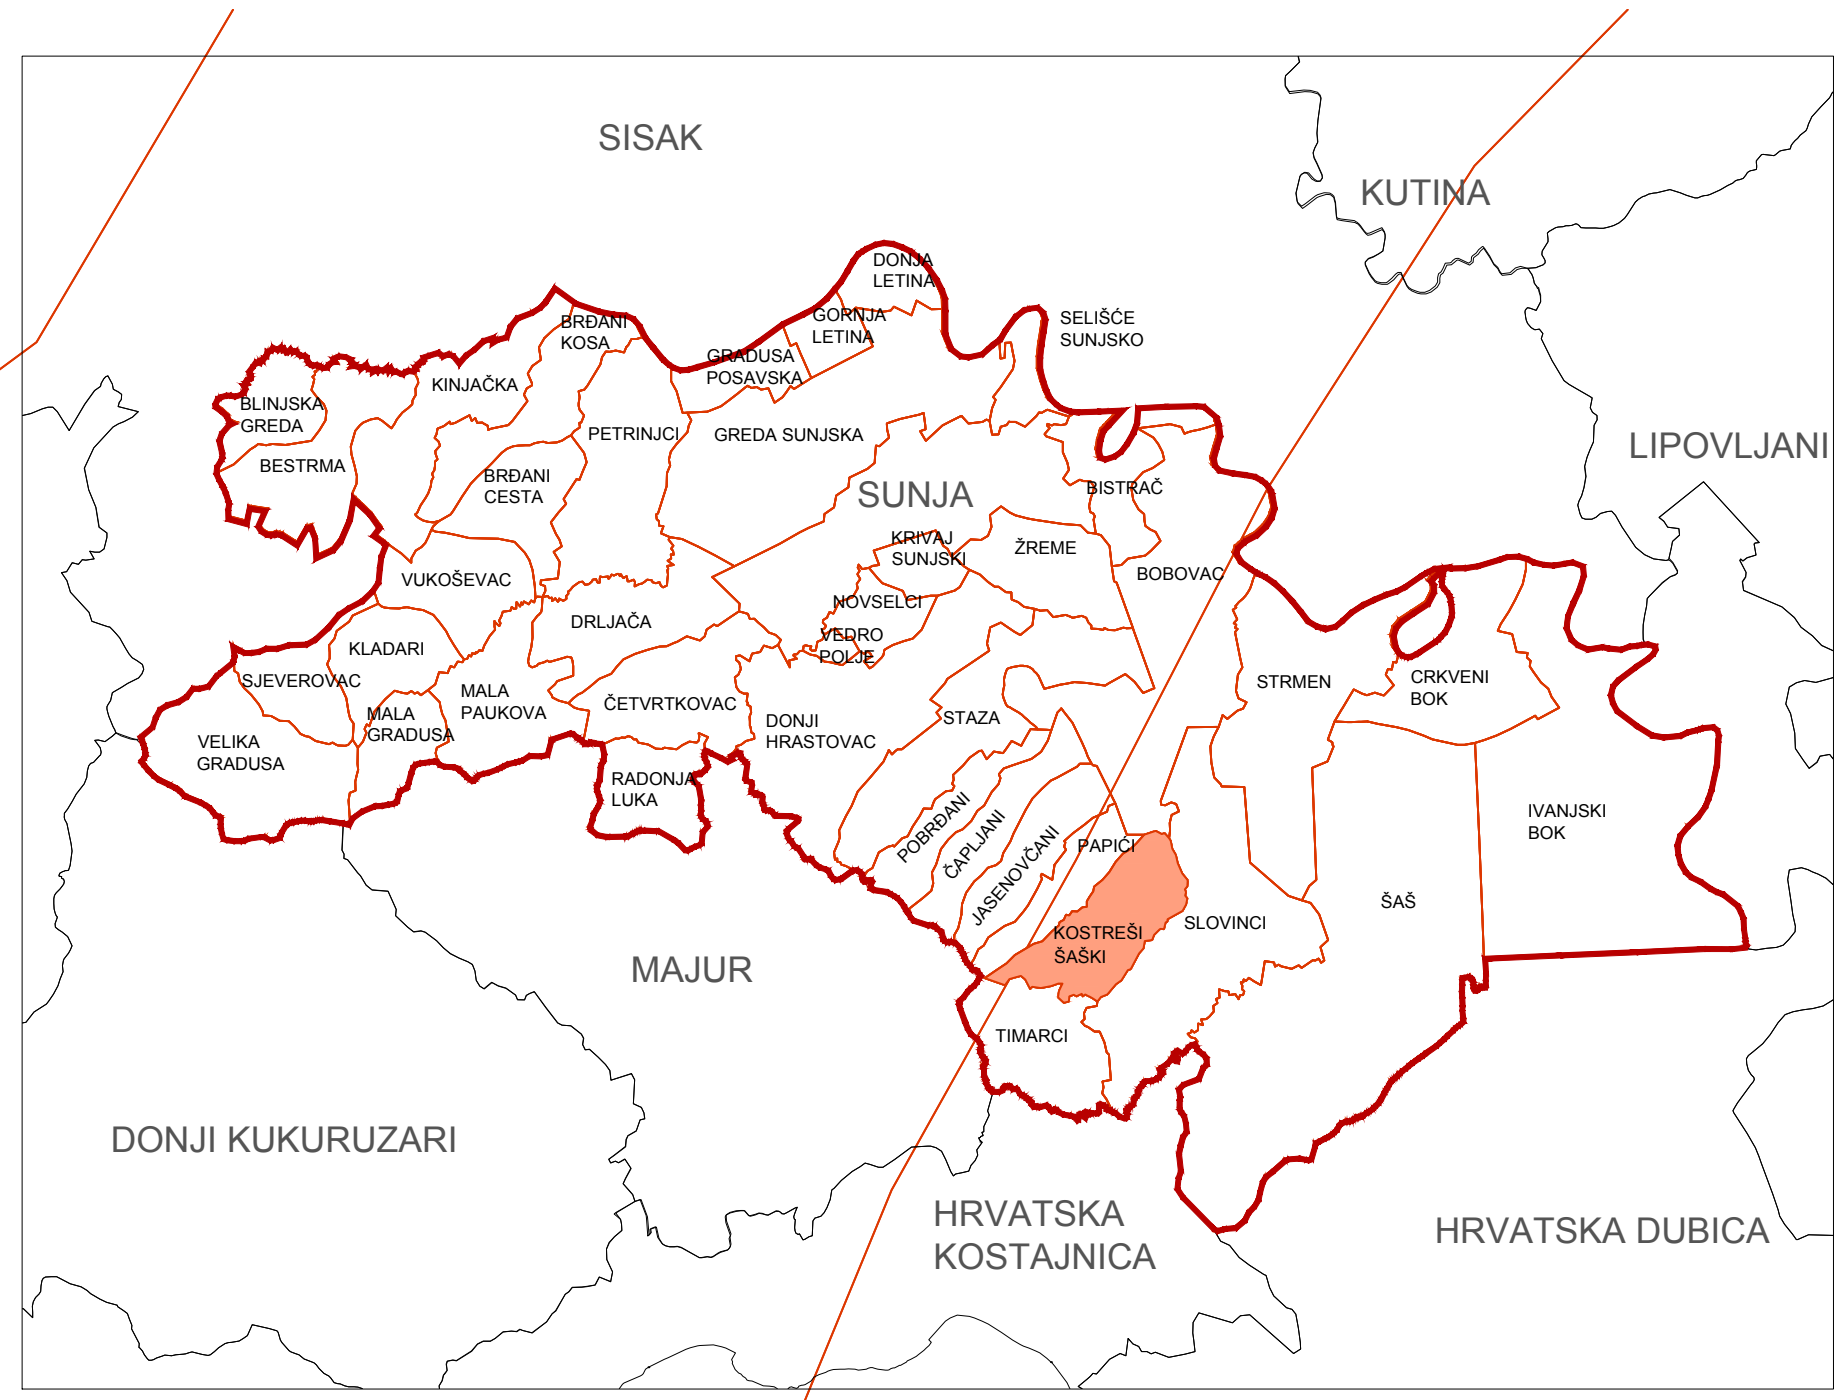 SISAK
KUTINA
DONJA
LETINA
GORNJA
LETINA
SELIŠĆE
SUNJSKO
BRĐANI
KOSA
GRADUSA
POSAVSKA
KINJAČKA
BLINJSKA
GREDA
PETRINJCI
GREDA SUNJSKA
LIPOVLJANI
BESTRMA
BRĐANI
CESTA
SUNJA
BISTRAČ
KRIVAJ
SUNJSKI
ŽREME
BOBOVAC
VUKOŠEVAC
NOVSELCI
DRLJAČA
VEDRO
POLJE
KLADARI
SJEVEROVAC
MALA
PAUKOVA
ČETVRTKOVAC
STRMEN
CRKVENI
BOK
MALA
GRADUSA
DONJI
HRASTOVAC
STAZA
VELIKA
GRADUSA
RADONJA
LUKA
IVANJSKI
BOK
POBRĐANI
ČAPLJANI
JASENOVČANI
PAPIĆI
ŠAŠ
SLOVINCI
KOSTREŠI
ŠAŠKI
MAJUR
TIMARCI
DONJI KUKURUZARI
HRVATSKA
KOSTAJNICA
HRVATSKA DUBICA